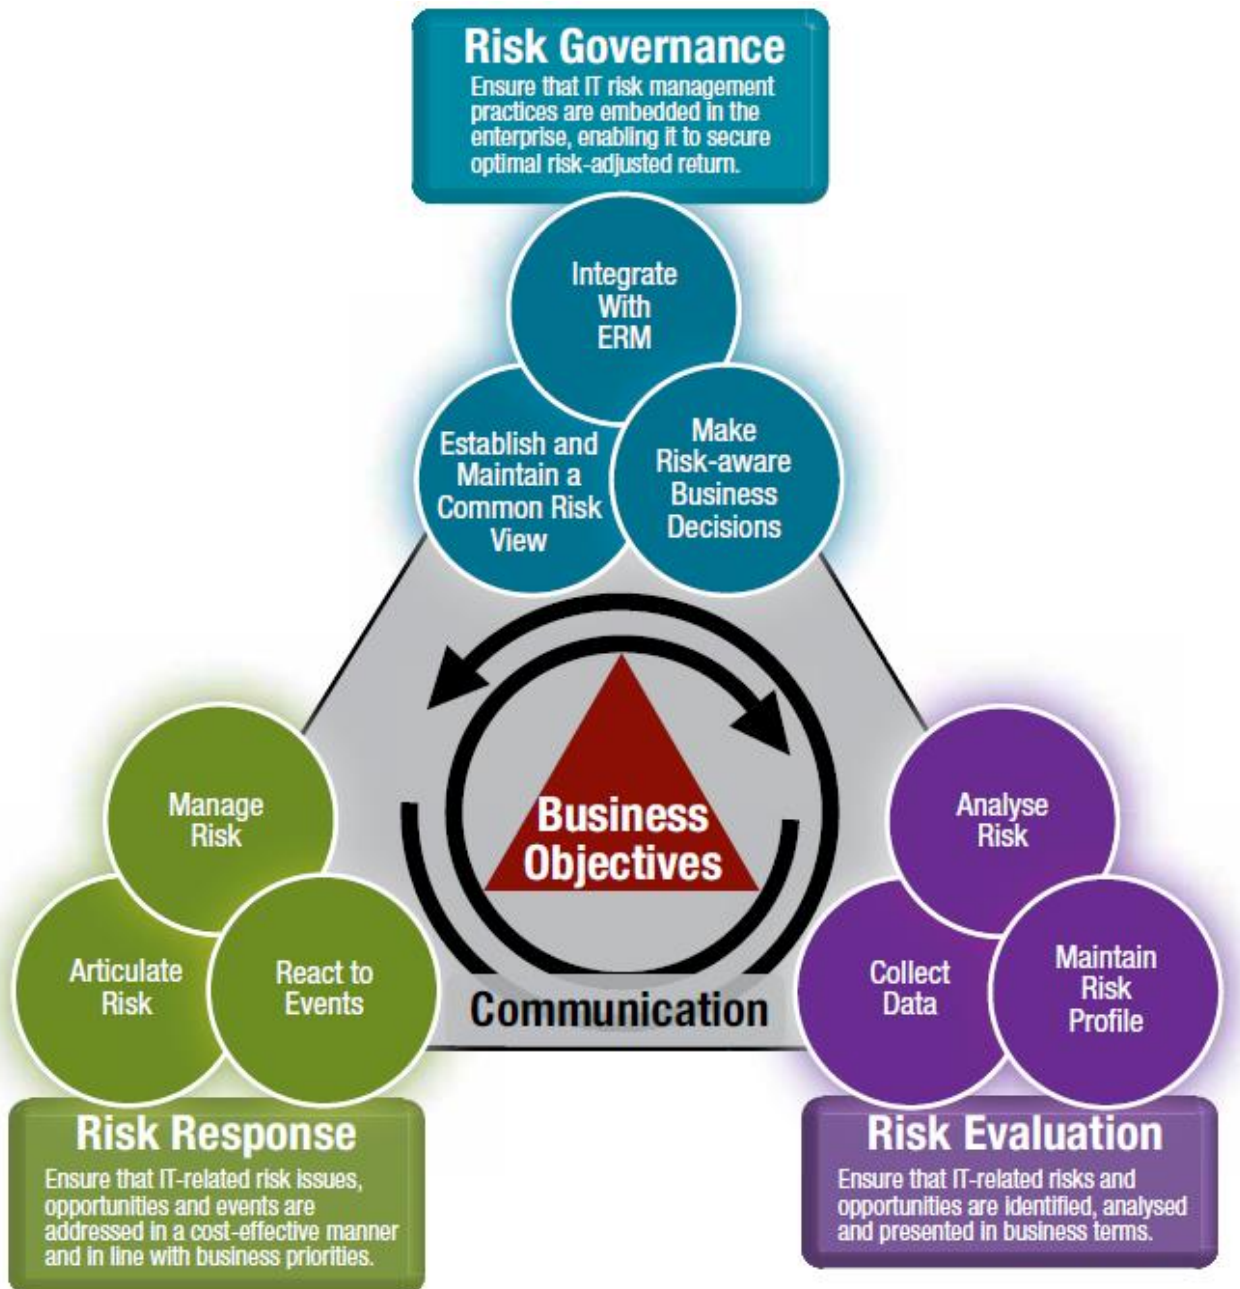 Risk Governance
Ensure that IT risk management
practices are embedded in the
enterprise, enabling it to secure
optimal risk-adjusted return.
Integrate
With
ERM
Establish and
Maintain a
Common Risk
View
Make
Risk-aware
Business
Decisions
Business
Objectives
Communication
Manage
Risk
Articulate
Risk
React to
Events
Analyse
Risk
Collect
Data
Maintain
Risk
Profile
Risk Response
Ensure that IT-related risk issues,
opportunities and events are
addressed in a cost-effective manner
and in line with business priorities.
Risk Evaluation
Ensure that IT-related risks and
opportunities are identified, analysed
and presented in business terms.